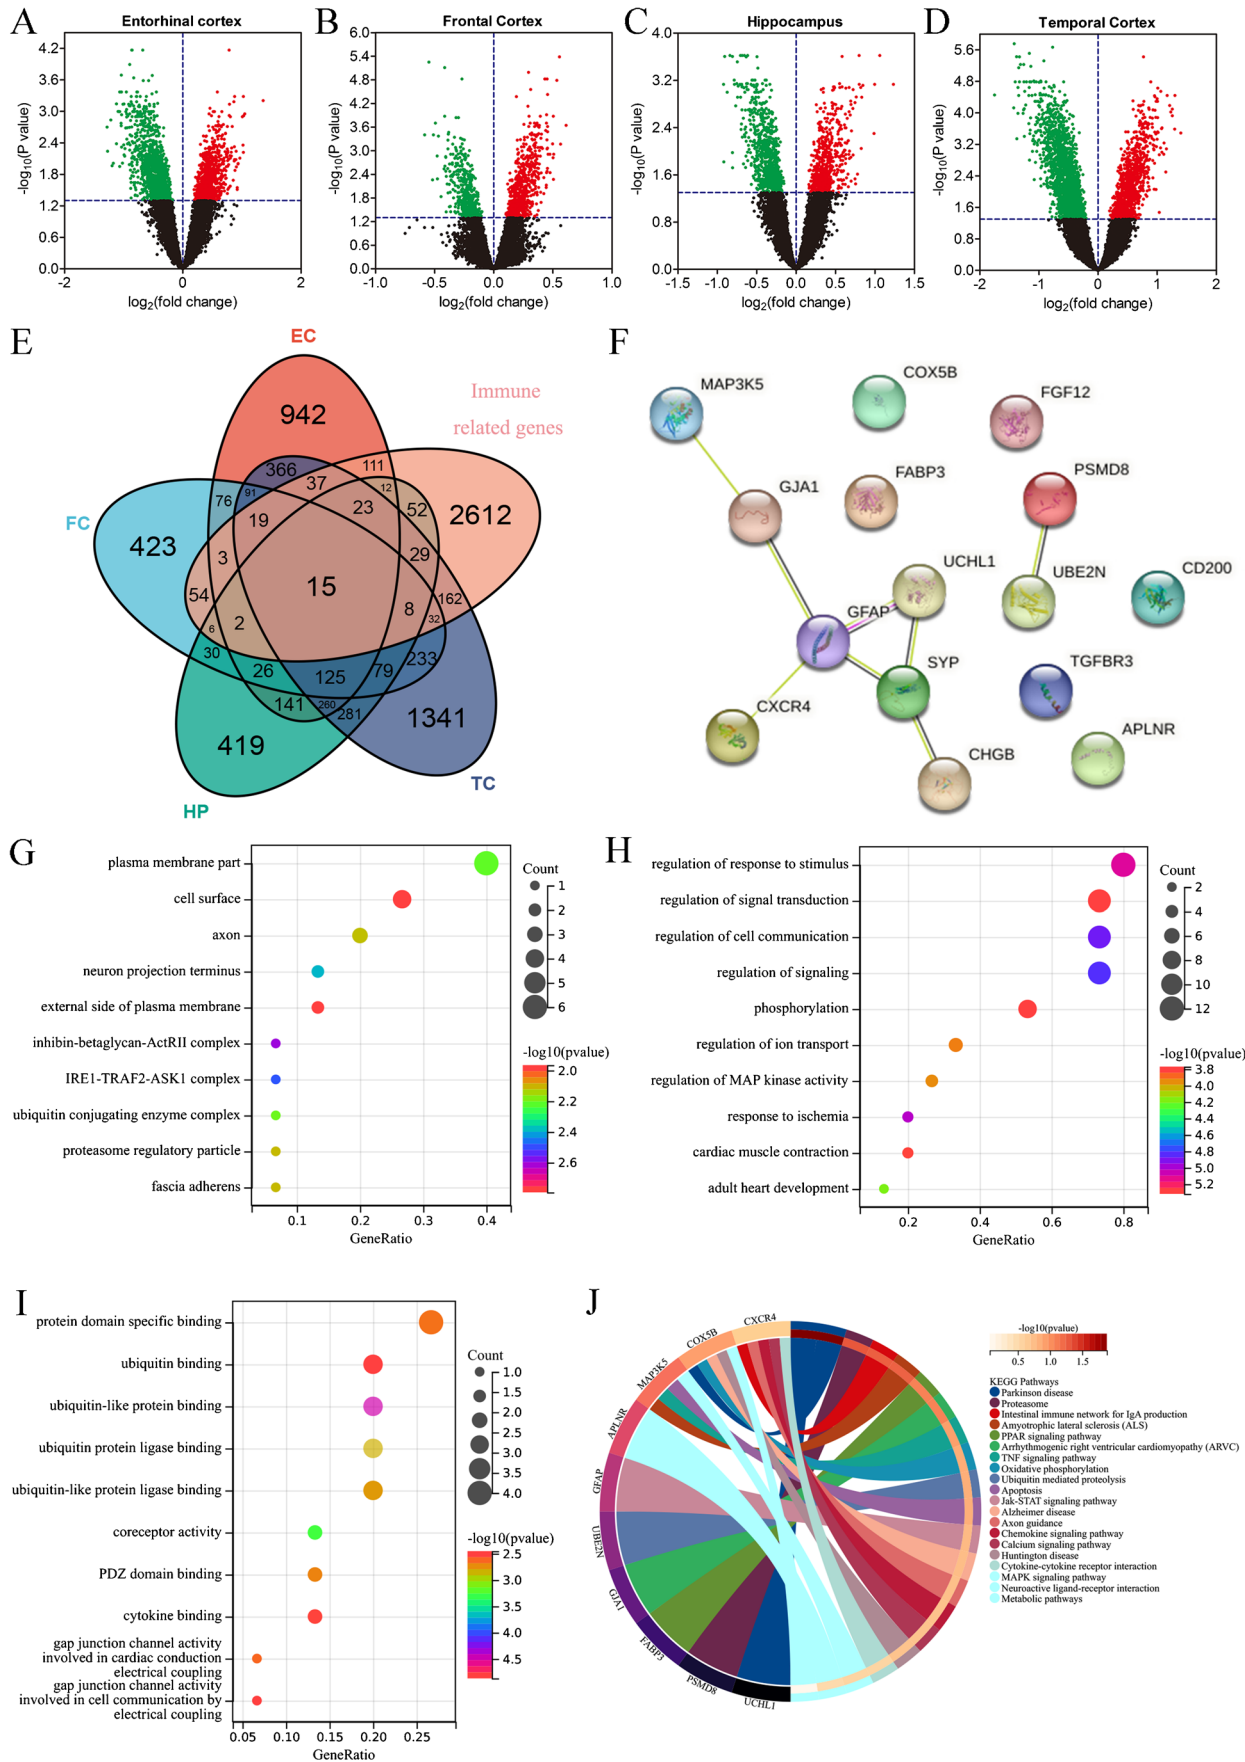 A
Entorhinal cortex
-log10(P value)
4.2
3.6
3.0
2.4
1.8
1.2
0.6
0.0
-2
-1
0
1
2
log2(fold change)
B
Frontal Cortex
-log10(P value)
6.0
5.4
4.8
4.2
3.6
3.0
2.4
1.8
1.2
0.6
0.0
-1.0
-0.5
0.0
0.5
1.0
log2(fold change)
C
Hippocampus
-log10(P value)
4.0
3.2
2.4
1.6
0.8
0.0
-1.5
-1.0
-0.5
0.0
0.5
1.0
1.5
log2(fold change)
D
Temporal Cortex
-log10(P value)
5.6
4.8
4.0
3.2
2.4
1.6
0.8
0.0
-2
-1
0
1
2
log2(fold change)
E
EC
Immune
related genes
FC
HP
TC
942
111
366
37
12
76
91
23
52
2612
19
423
3
29
15
54
8
162
6
2
32
30
26
125
79
233
141
260
281
1341
419
F
MAP3K5
COX5B
FGF12
GJA1
FABP3
PSMD8
UCHL1
UBE2N
CD200
GFAP
SYP
TGFBR3
CXCR4
APLNR
CHGB
G
plasma membrane part
cell surface
axon
neuron projection terminus
external side of plasma membrane
inhibin-betaglycan-ActRII complex
IRE1-TRAF2-ASK1 complex
ubiquitin conjugating enzyme complex
proteasome regulatory particle
fascia adherens
0.1
0.2
0.3
0.4
GeneRatio
Count
1
2
3
4
5
6
-log10(pvalue)
2.0
2.2
2.4
2.6
H
regulation of response to stimulus
regulation of signal transduction
regulation of cell communication
regulation of signaling
phosphorylation
regulation of ion transport
regulation of MAP kinase activity
response to ischemia
cardiac muscle contraction
adult heart development
0.2
0.4
0.6
0.8
GeneRatio
Count
2
4
6
8
10
12
-log10(pvalue)
3.8
4.0
4.2
4.4
4.6
4.8
5.0
5.2
I
protein domain specific binding
ubiquitin binding
ubiquitin-like protein binding
ubiquitin protein ligase binding
ubiquitin-like protein ligase binding
coreceptor activity
PDZ domain binding
cytokine binding
gap junction channel activity
involved in cardiac conduction
electrical coupling
gap junction channel activity
involved in cell communication by
electrical coupling
0.05
0.10
0.15
0.20
0.25
GeneRatio
Count
1.0
1.5
2.0
2.5
3.0
3.5
4.0
-log10(pvalue)
2.5
3.0
3.5
4.0
4.5
J
CXCR4
COX5B
MAP3K5
APLNR
GFAP
UBE2N
GJA1
FABP3
PSMD8
UCHL1
-log10(pvalue)
0.5
1.0
1.5
KEGG Pathways
Parkinson disease
Proteasome
Intestinal immune network for IgA production
Amyotrophic lateral sclerosis (ALS)
PPAR signaling pathway
Arrhythmogenic right ventricular cardiomyopathy (ARVC)
TNF signaling pathway
Oxidative phosphorylation
Ubiquitin mediated proteolysis
Apoptosis
Jak-STAT signaling pathway
Alzheimer disease
Axon guidance
Chemokine signaling pathway
Calcium signaling pathway
Huntington disease
Cytokine-cytokine receptor interaction
MAPK signaling pathway
Neuroactive ligand-receptor interaction
Metabolic pathways